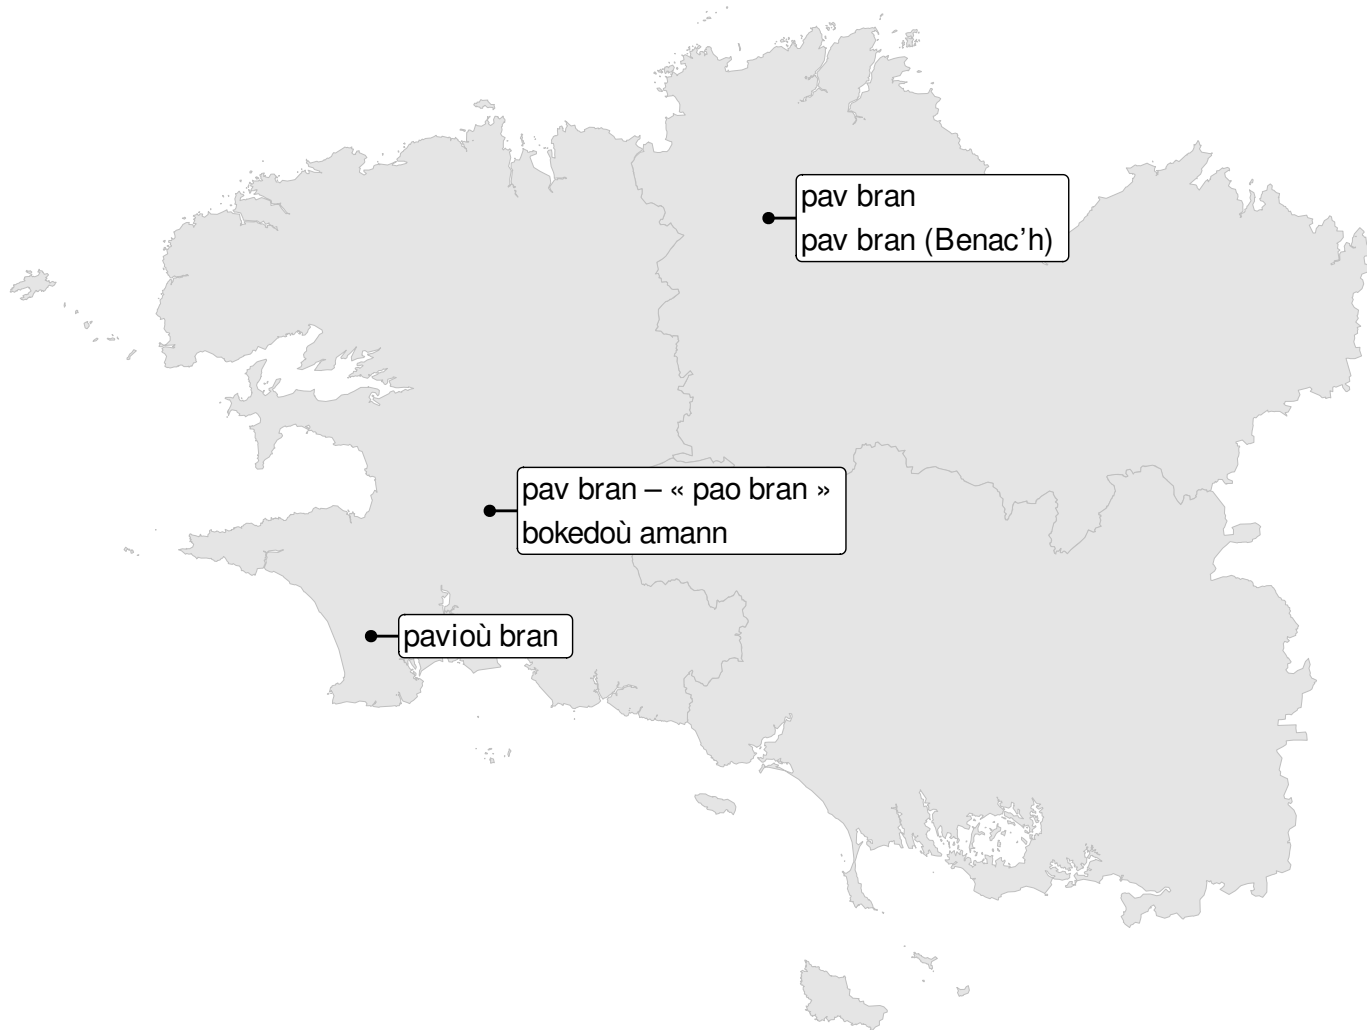 pav bran
pav bran (Benac’h)
pav bran – « pao bran »
bokedoù amann
pavioù bran